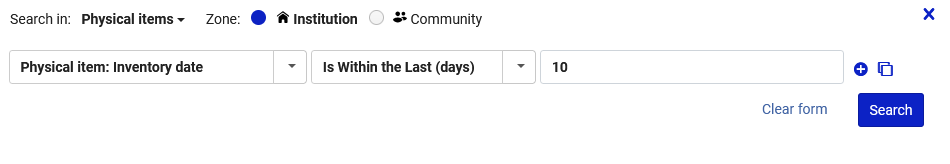 Search in: Physical items Zone: Institution Community
Physical item: Inventory date Is Within the Last (days) 10
Clear form Search